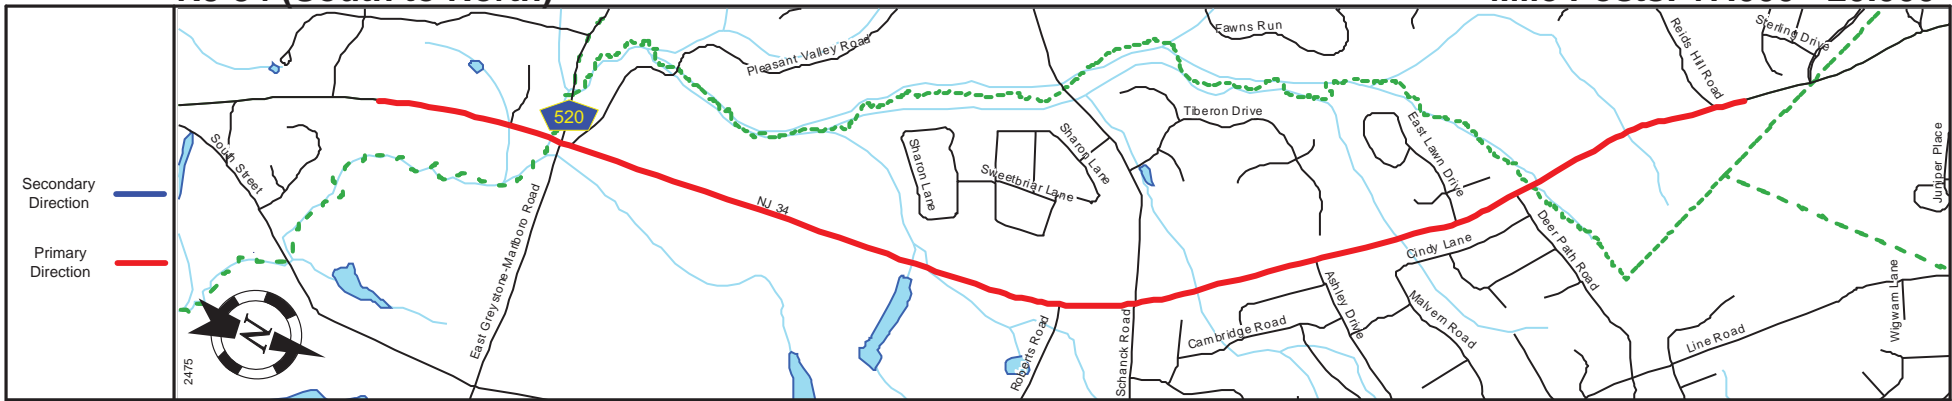 Secondary
Direction
Primary
Direction
2475
N
South Street
520
East Greystone-Marlboro Road
Pleasant Valley Road
NJ 34
Sharon Lane
Sweetbriar Lane
Sharon Lane
Roberts Road
Schanck Road
Fawns Run
Tiberon Drive
Cambridge Road
Ashley Drive
East Lawn Drive
Cindy Lane
Malvern Road
Deer Path Road
Reids Hill Road
Sterling Drive
Line Road
Wigwam Lane
Juniper Place